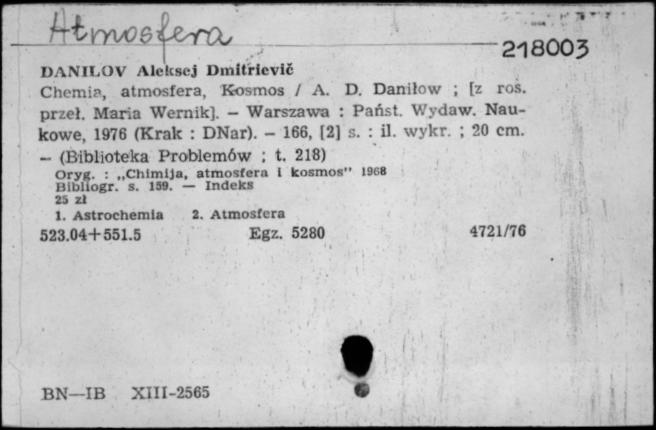 Atmosfera
218003
DANILOV Aleksej Dmitrievič
Chemia, atmosfera, Kosmos / A. D. Daniłow ; [z ros.
przeł. Maria Wernik]. — Warszawa : Państ. Wydaw. Nau-
kowe, 1976 (Krak : DNar). — 166, [2] s. : il. wykr. ; 20 cm.
— (Biblioteka Problemów ; t. 218)
Oryg. : „Chimija, atmosfera i kosmos" 1968
Bibliogr. s. 159. — Indeks
25 zł
1. Astrochemia 2. Atmosfera
523.04+551.5 Egz. 5280 4721/76
BN—IB XIII-2565